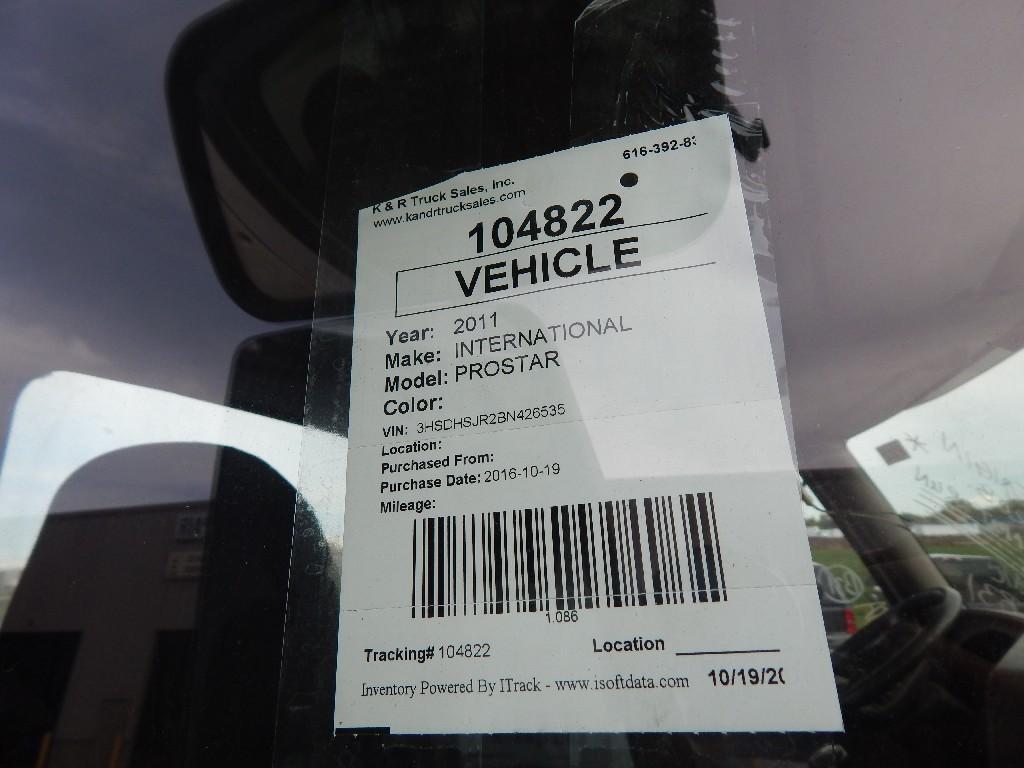 K & R Truck Sales, Inc.
www.kandrtrucksales.com
616-392-8
104822
VEHICLE
Year: 2011
Make: INTERNATIONAL
Model: PROSTAR
Color:
VIN: 3HSDHSJR2BN426535
Location:
Purchased From:
Purchase Date: 2016-10-19
Mileage:
1.086
Tracking# 104822
Location
Inventory Powered By ITrack - www.isoftdata.com
10/19/20